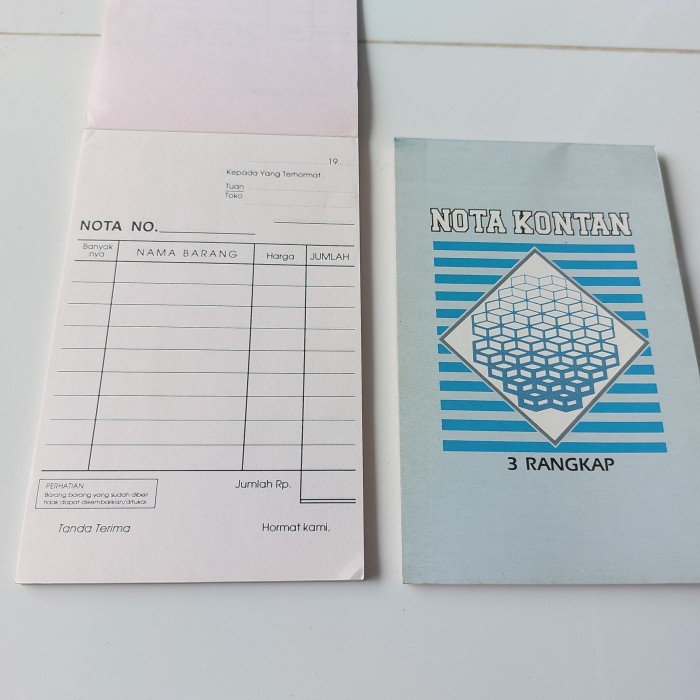 19
Kepada Yang Terhormat:
Tuan
Toko
NOTA NO.
Banyak nya NAMA BARANG Harga JUMLAH
Jumlah Rp.
PERHATIAN
Barang barang yang sudah dibeli
tidak dapat dikembalikan/ditukar.
Tanda Terima Hormat kami,
NOTA KONTAN
3 RANGKAP